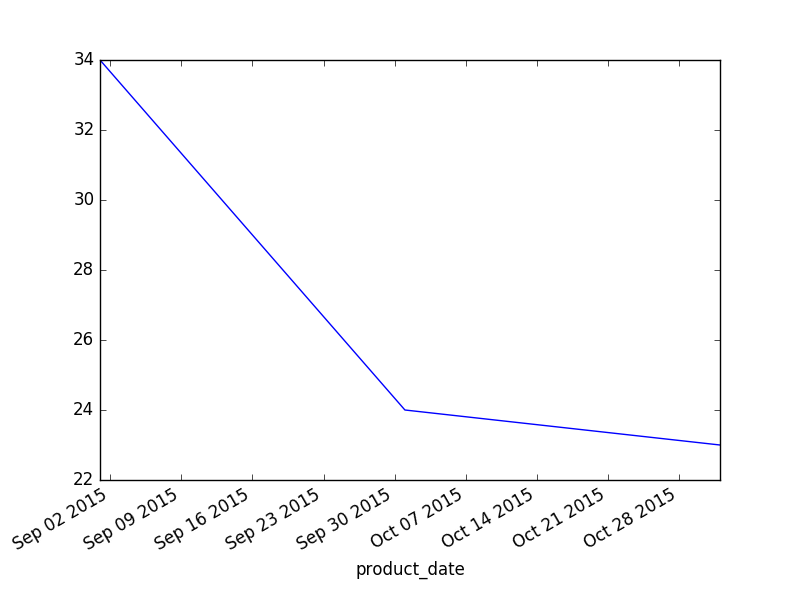 34
32
30
28
26
24
22
Sep 02 2015
Sep 09 2015
Sep 16 2015
Sep 23 2015
Sep 30 2015
Oct 07 2015
Oct 14 2015
Oct 21 2015
Oct 28 2015
product_date